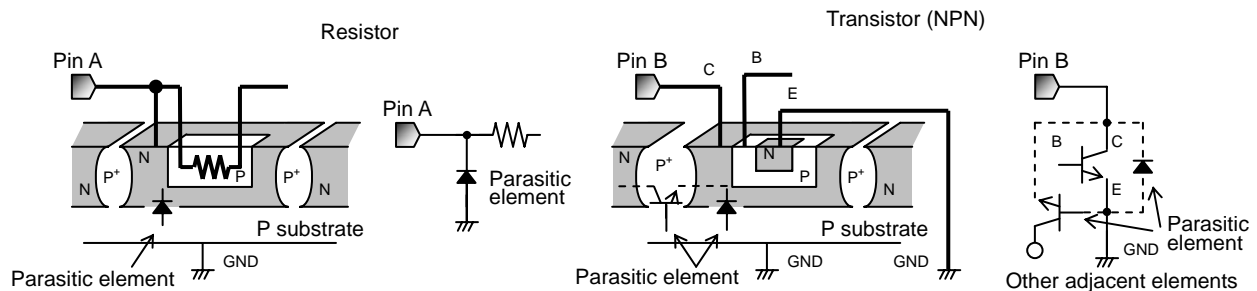 Resistor
Pin A
N
N
P+
P
P+
N
Parasitic element
P substrate
GND
Pin A
Parasitic
element
Transistor (NPN)
Pin B
C
B
E
N
P+
N
P
P+
N
P substrate
Parasitic element
GND
GND
Pin B
B
C
E
GND
Parasitic
element
Other adjacent elements